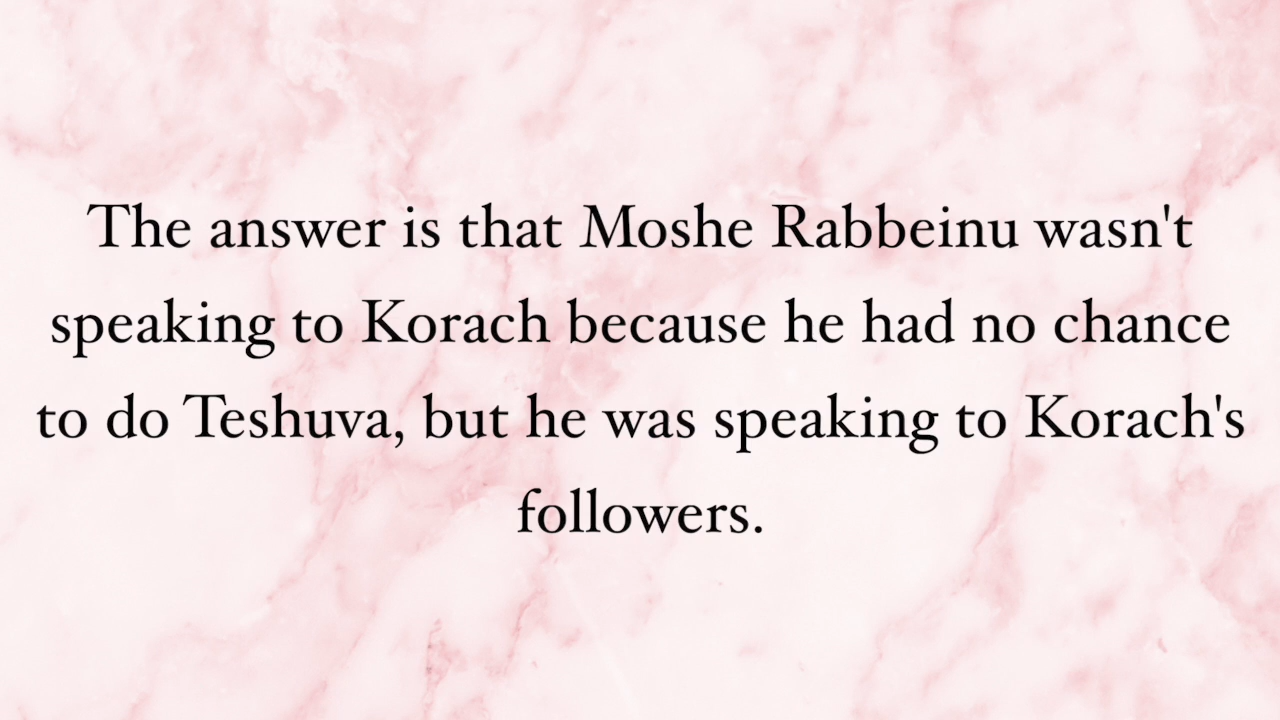 The answer is that Moshe Rabbeinu wasn't
speaking to Korach because he had no chance
to do Teshuva, but he was speaking to Korach's
followers.